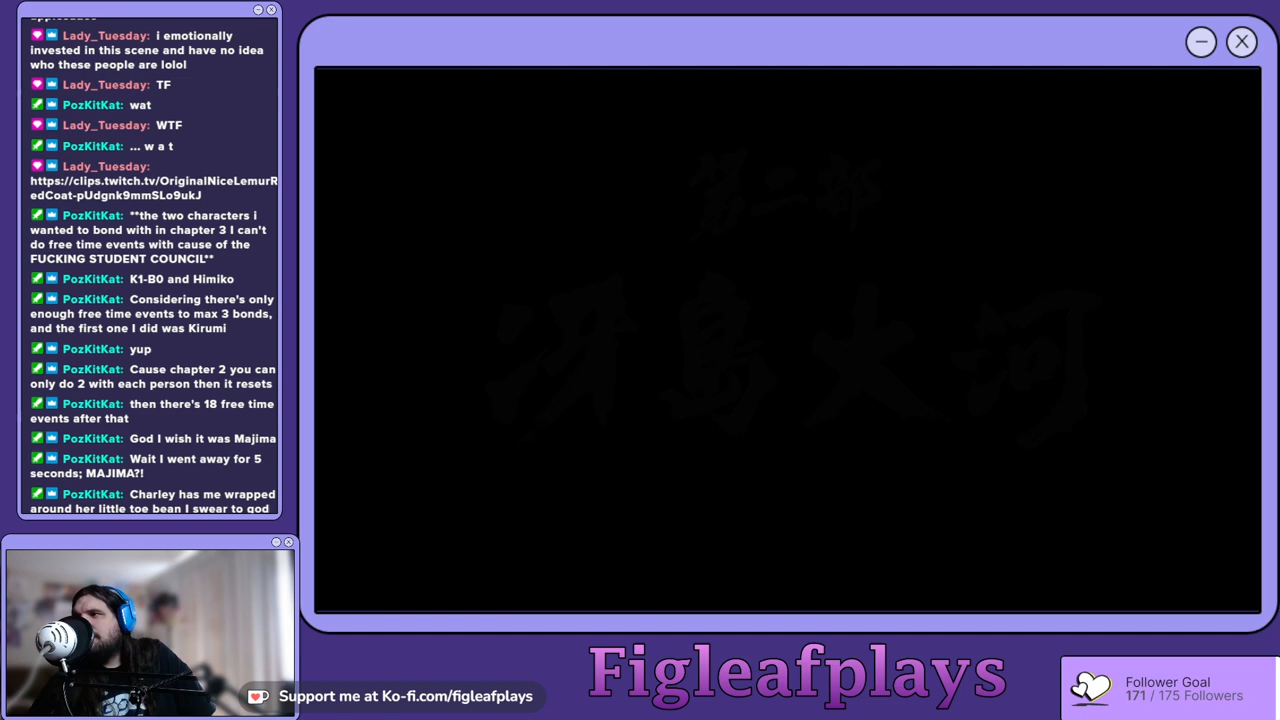 Lady_Tuesday: i emotionally
invested in this scene and have no idea
who these people are lolol
Lady_Tuesday: TF
PozKitKat: wat
Lady_Tuesday: WTF
PozKitKat: ... w a t
Lady_Tuesday:
https://clips.twitch.tv/OriginalNiceLemurR
edCoat-pUdgnk9mmSLo9ukJ
PozKitKat: **the two characters i
wanted to bond with in chapter 3 I can't
do free time events with cause of the
FUCKING STUDENT COUNCIL**
PozKitKat: K1-B0 and Himiko
PozKitKat: Considering there's only
enough free time events to max 3 bonds,
and the first one I did was Kirumi
PozKitKat: yup
PozKitKat: Cause chapter 2 you can
only do 2 with each person then it resets
PozKitKat: then there's 18 free time
events after that
PozKitKat: God I wish it was Majima
PozKitKat: Wait I went away for 5
seconds; MAJIMA?!
PozKitKat: Charley has me wrapped
around her little toe bean I swear to god
第二部
冴島大河
Support me at Ko-fi.com/figleafplays
Figleafplays
Follower Goal
171 / 175 Followers